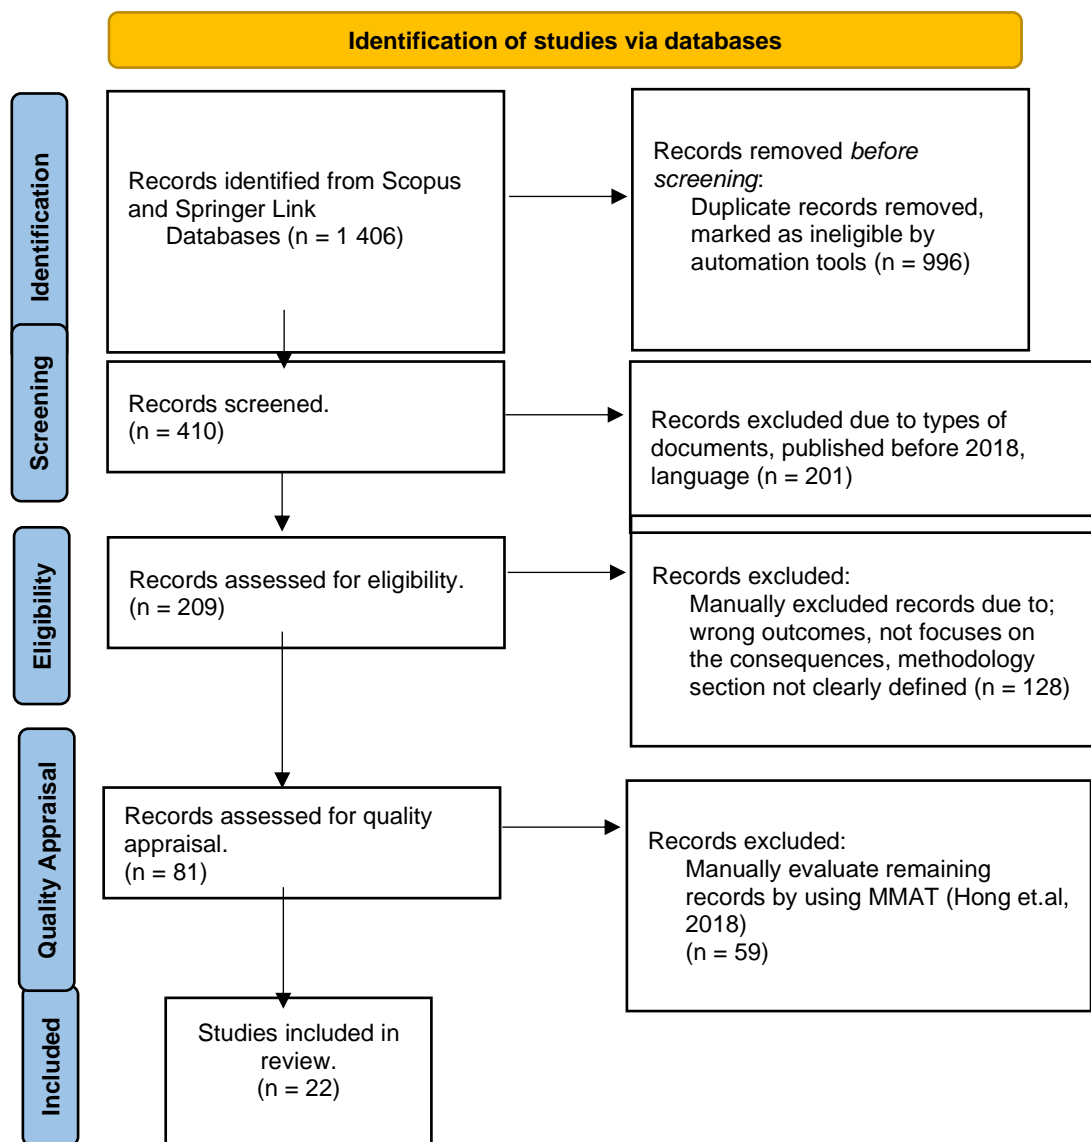 Identification of studies via databases
Identification
Records identified from Scopus
and Springer Link
Databases (n = 1 406)
Records removed before
screening:
Duplicate records removed,
marked as ineligible by
automation tools (n = 996)
Screening
Records screened.
(n = 410)
Records excluded due to types of
documents, published before 2018,
language (n = 201)
Eligibility
Records assessed for eligibility.
(n = 209)
Records excluded:
Manually excluded records due to;
wrong outcomes, not focuses on
the consequences, methodology
section not clearly defined (n = 128)
Quality Appraisal
Records assessed for quality
appraisal.
(n = 81)
Records excluded:
Manually evaluate remaining
records by using MMAT (Hong et.al,
2018)
(n = 59)
Included
Studies included in
review.
(n = 22)